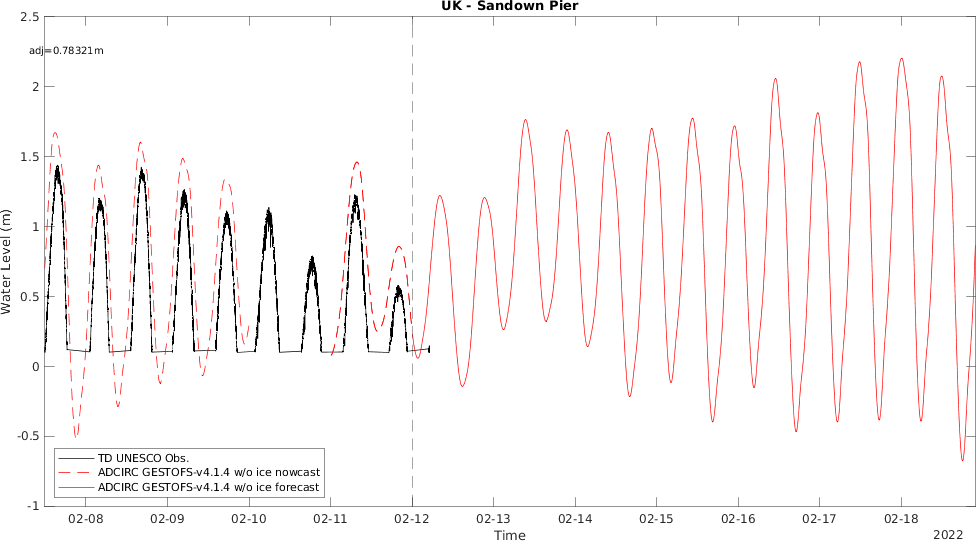 UK - Sandown Pier
adj=0.78321m
2.5
2
1.5
1
0.5
0
-0.5
-1
Water Level (m)
TD UNESCO Obs.
ADCIRC GESTOFS-v4.1.4 w/o ice nowcast
ADCIRC GESTOFS-v4.1.4 w/o ice forecast
02-08 02-09 02-10 02-11 02-12 02-13 02-14 02-15 02-16 02-17 02-18
Time
2022